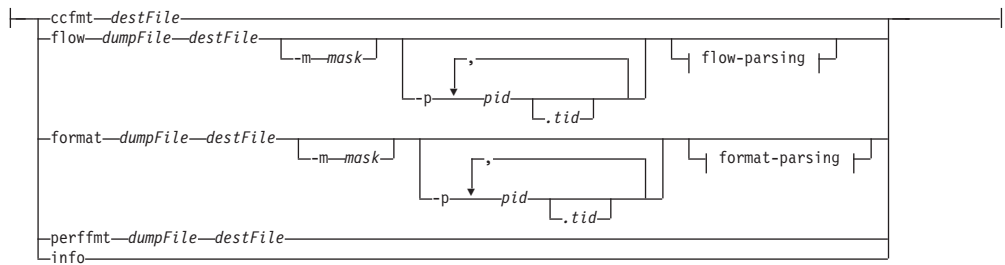 ccfmt destFile
flow dumpFile destFile
-m mask
,
-p pid
.tid
flow-parsing
format dumpFile destFile
-m mask
,
-p pid
.tid
format-parsing
perffmt dumpFile destFile
info